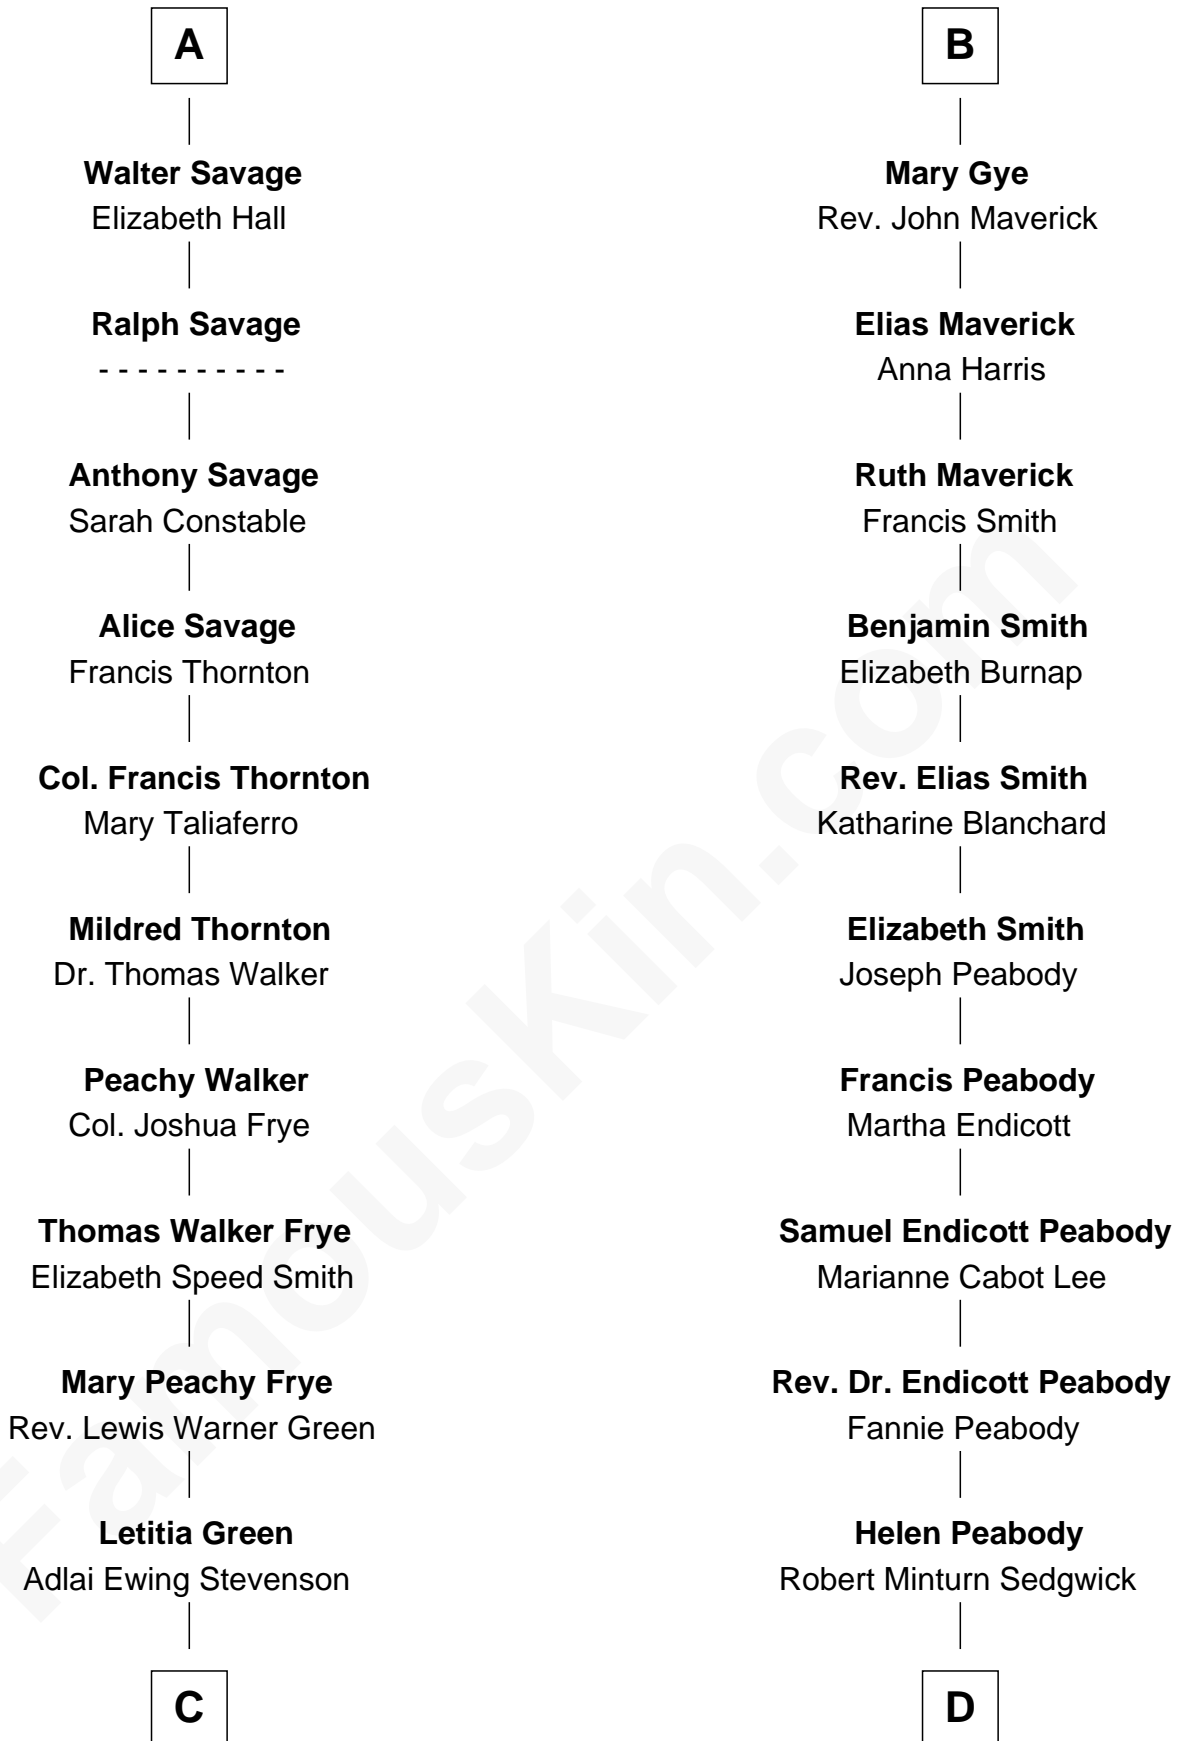 A
Walter Savage
Elizabeth Hall
Ralph Savage
- - - - - - - - - -
Anthony Savage
Sarah Constable
Alice Savage
Francis Thornton
Col. Francis Thornton
Mary Taliaferro
Mildred Thornton
Dr. Thomas Walker
Peachy Walker
Col. Joshua Frye
Thomas Walker Frye
Elizabeth Speed Smith
Mary Peachy Frye
Rev. Lewis Warner Green
Letitia Green
Adlai Ewing Stevenson
C
B
Mary Gye
Rev. John Maverick
Elias Maverick
Anna Harris
Ruth Maverick
Francis Smith
Benjamin Smith
Elizabeth Burnap
Rev. Elias Smith
Katharine Blanchard
Elizabeth Smith
Joseph Peabody
Francis Peabody
Martha Endicott
Samuel Endicott Peabody
Marianne Cabot Lee
Rev. Dr. Endicott Peabody
Fannie Peabody
Helen Peabody
Robert Minturn Sedgwick
D
FamousKin.com